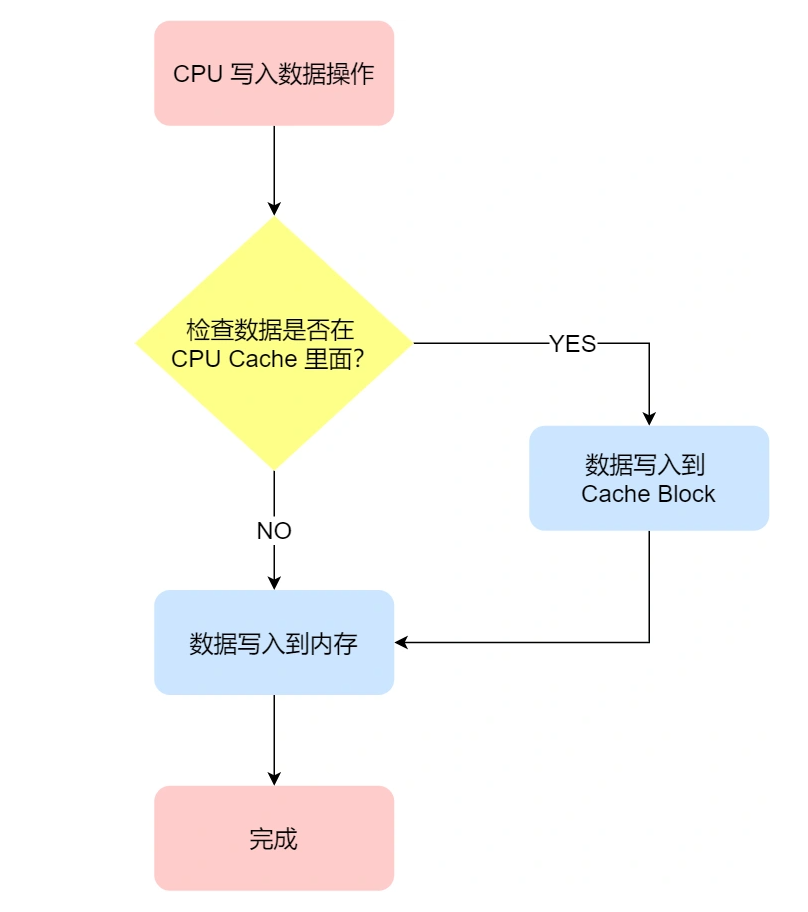 CPU 写入数据操作
检查数据是否在
CPU Cache 里面?
YES
数据写入到
Cache Block
NO
数据写入到内存
完成